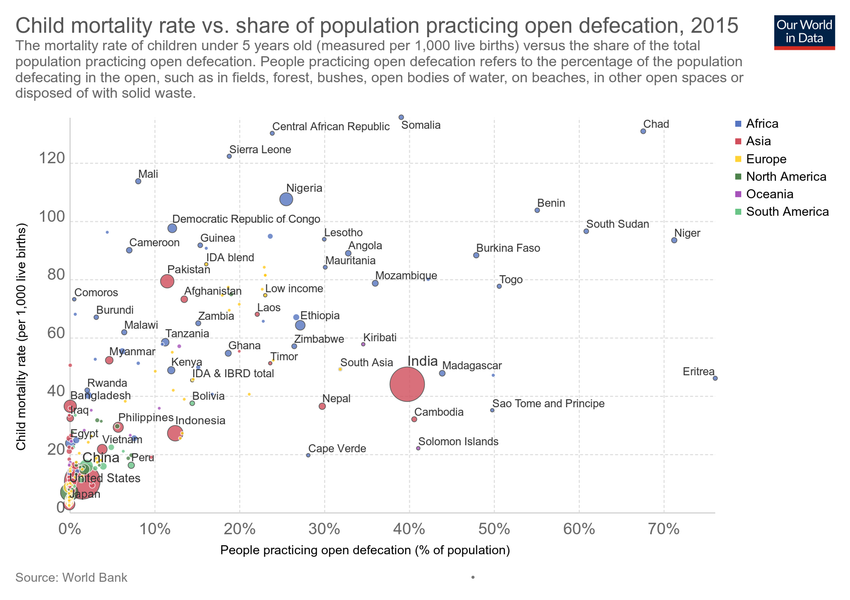 Child mortality rate vs. share of population practicing open defecation, 2015
Our World
in Data
The mortality rate of children under 5 years old (measured per 1,000 live births) versus the share of the total
population practicing open defecation. People practicing open defecation refers to the percentage of the population
defecating in the open, such as in fields, forest, bushes, open bodies of water, on beaches, in other open spaces or
disposed of with solid waste.
Central African Republic
Somalia
Chad
Africa
Asia
Europe
North America
Oceania
South America
120
Sierra Leone
Mali
Nigeria
Benin
100
Democratic Republic of Congo
South Sudan
Cameroon
Guinea
Lesotho
Niger
Angola
Burkina Faso
IDA blend
Mauritania
80
Pakistan
Mozambique
Togo
Comoros
Afghanistan
Low income
Burundi
Zambia
Laos
Ethiopia
Malawi
60
Tanzania
Zimbabwe
Kiribati
Myanmar
Ghana
Kenya
Timor
South Asia
India
Madagascar
Eritrea
IDA & IBRD total
Rwanda
40
Bangladesh
Bolivia
Nepal
Sao Tome and Principe
Iraq
Philippines
Indonesia
Cambodia
Egypt
Vietnam
Cape Verde
Solomon Islands
20
China
Peru
United States
Japan
0
0%
10%
20%
30%
40%
50%
60%
70%
Child mortality rate (per 1,000 live births)
People practicing open defecation (% of population)
Source: World Bank